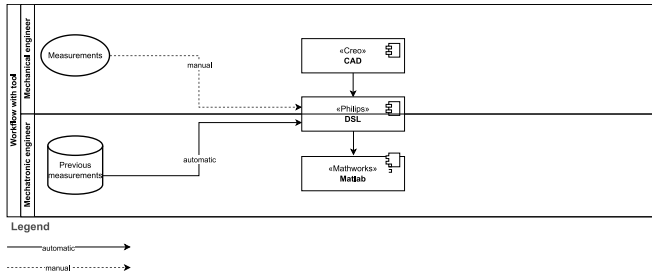 Workflow with tool
Mechanical engineer
Measurements
manual
«Creo»
CAD
«Philips»
DSL
Mechatronic engineer
Previous
measurements
automatic
«Mathworks»
Matlab
Legend
automatic
manual